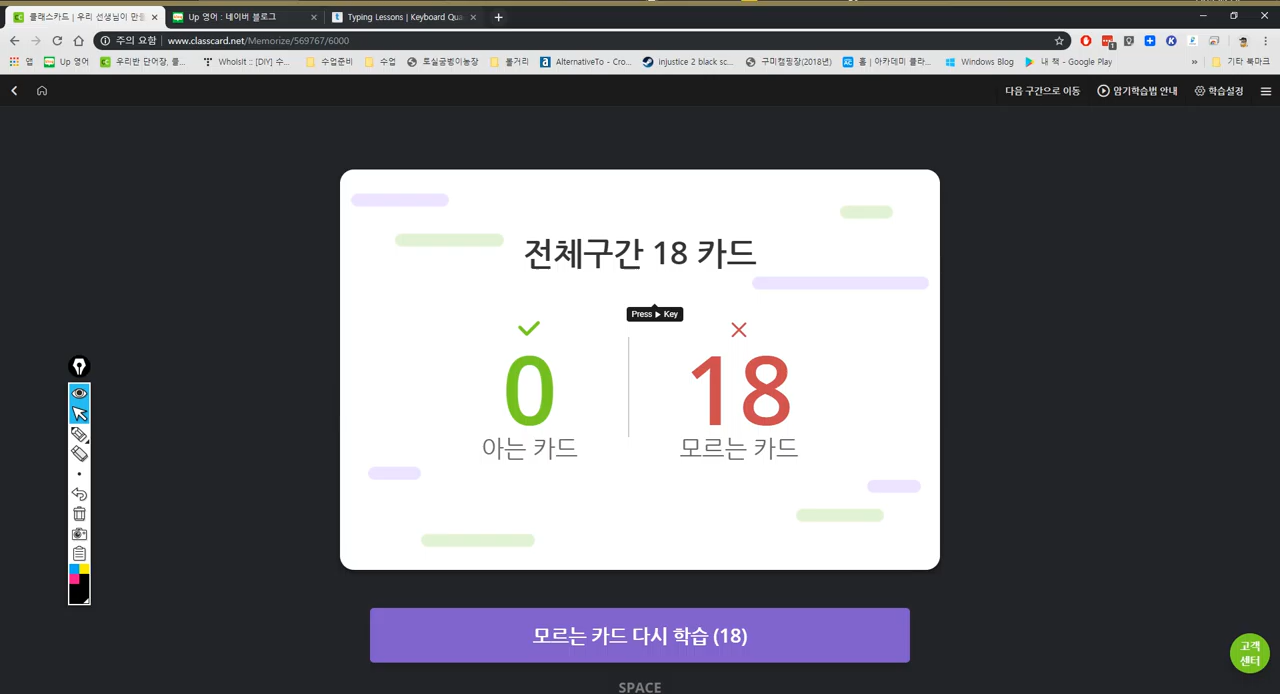 클래스카드 | 우리 선생님이 만들
Up 영어 : 네이버 블로그
Typing Lessons | Keyboard Qua
주의 요함 | www.classcard.net/Memorize/569767/6000
앱
Up 영어
우리반 단어장, 클...
WhoIsIt :: [DIY] 수...
수업준비
수업
토실굼벵이농장
몰거리
AlternativeTo - Cro...
injustice 2 black sc...
구미캠핑장(2018년)
홈 | 아카데미 클라...
Windows Blog
내 책 - Google Play
»
기타 북마크
다음 구간으로 이동
암기학습법 안내
학습설정
전체구간 18 카드
Press ▶ Key
0
18
아는 카드
모르는 카드
모르는 카드 다시 학습 (18)
SPACE
고객
센터